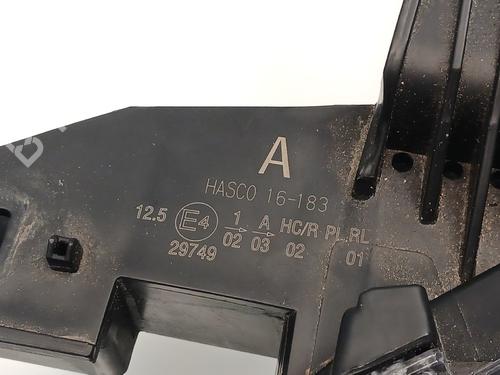 A
HASCO 16-183
12.5 E4 1 A HC/R PL.RL
02 03 02 01
29749